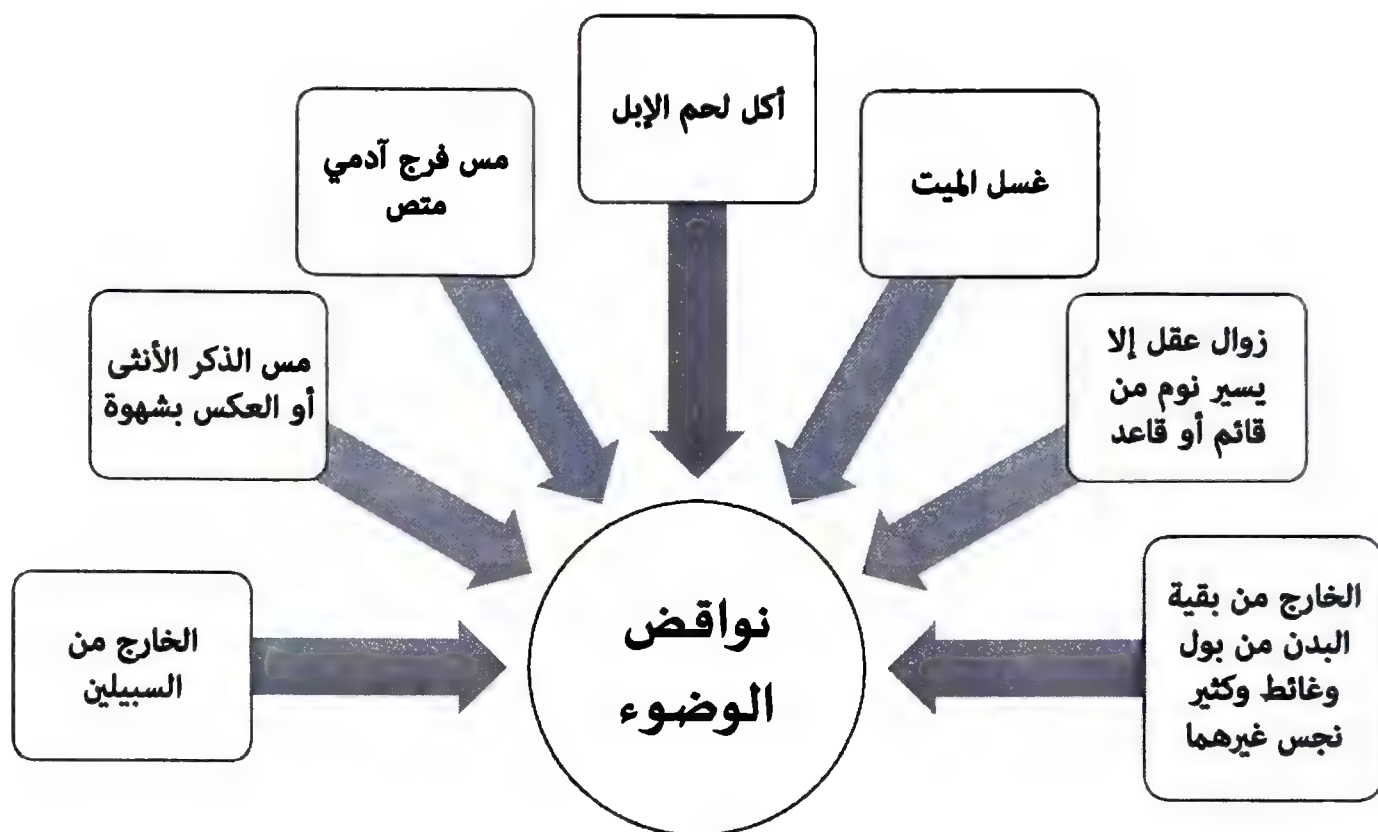 أكل لحم الإبل
غسل الميت
مس فرج آدمي
متص
زوال عقل إلا
يسير نوم من
قائم أو قاعد
مس الذكر الأنثى
أو العكس بشهوة
الخارج من بقية
البدن من بول
وغائط وكثير
نجس غيرهما
الخارج من
السبيلين
نواقض
الوضوء